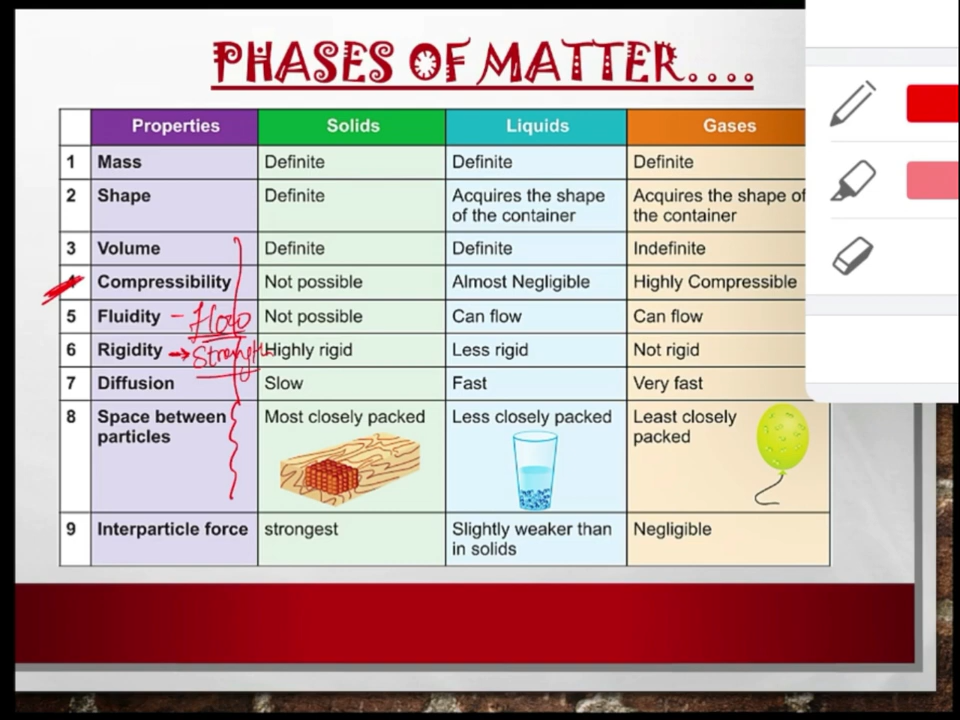 PHASES OF MATTER....
Properties Solids Liquids Gases
1 Mass Definite Definite Definite
2 Shape Definite Acquires the shape Acquires the shape of
of the container the container
3 Volume Definite Definite Indefinite
4 Compressibility Not possible Almost Negligible Highly Compressible
5 Fluidity - Flow Not possible Can flow Can flow
6 Rigidity → Strength Highly rigid Less rigid Not rigid
7 Diffusion Slow Fast Very fast
8 Space between Most closely packed Less closely packed Least closely
particles packed
9 Interparticle force strongest Slightly weaker than Negligible
in solids